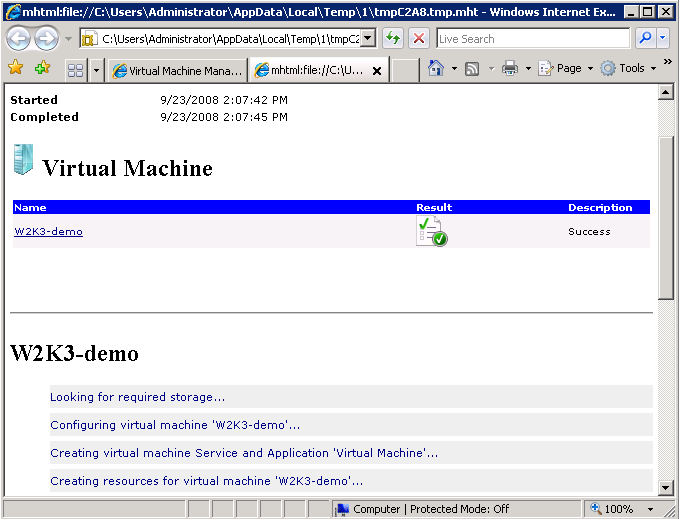 mhtml:file://C:\Users\Administrator\AppData\Local\Temp\1\tmpC2A8.tmp.mht - Windows Internet Ex...
C:\Users\Administrator\AppData\Local\Temp\1\tmpC2
Live Search
Virtual Machine Mana...
mhtml:file://C:\U...
Page
Tools
Started 9/23/2008 2:07:42 PM
Completed 9/23/2008 2:07:45 PM
Virtual Machine
Name Result Description
W2K3-demo Success
W2K3-demo
Looking for required storage...
Configuring virtual machine 'W2K3-demo'...
Creating virtual machine Service and Application 'Virtual Machine'...
Creating resources for virtual machine 'W2K3-demo'...
Computer | Protected Mode: Off
100%